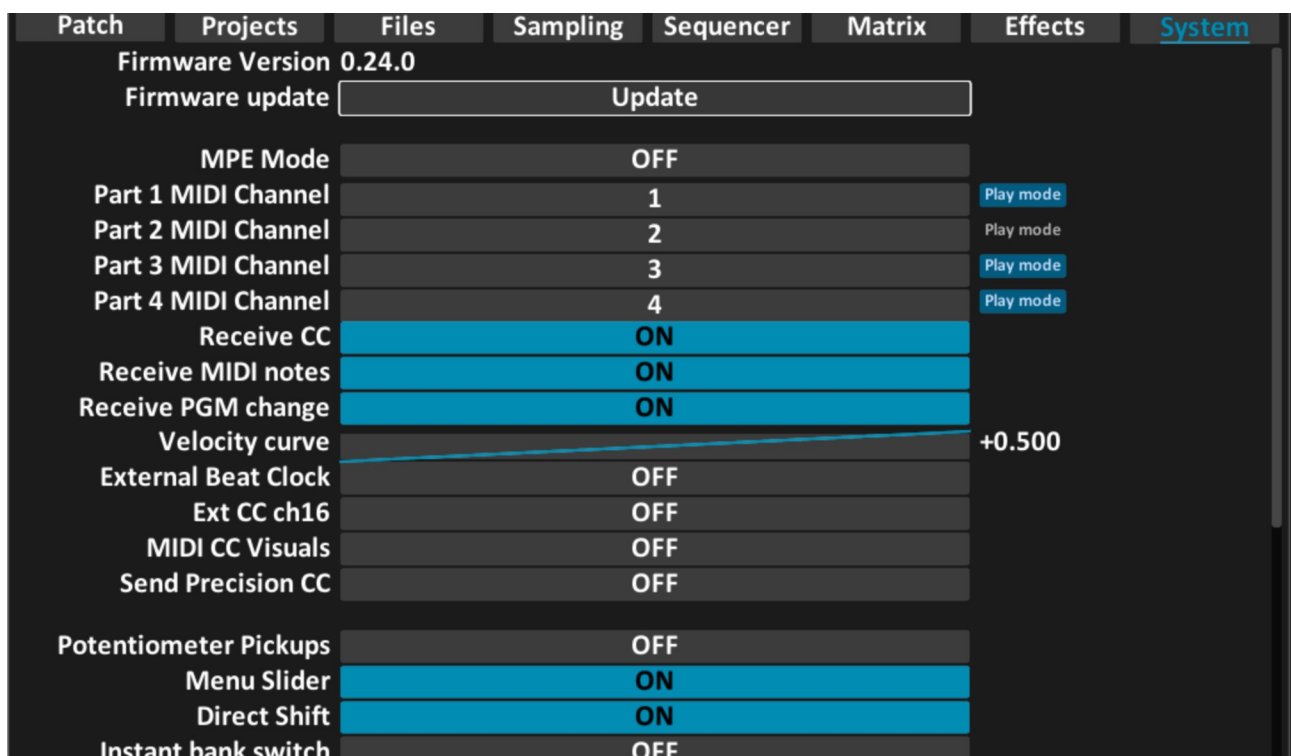 Patch Projects Files Sampling Sequencer Matrix Effects System
Firmware Version 0.24.0
Firmware update Update
MPE Mode OFF
Part 1 MIDI Channel 1 Play mode
Part 2 MIDI Channel 2 Play mode
Part 3 MIDI Channel 3 Play mode
Part 4 MIDI Channel 4 Play mode
Receive CC ON
Receive MIDI notes ON
Receive PGM change ON
Velocity curve +0.500
External Beat Clock OFF
Ext CC ch16 OFF
MIDI CC Visuals OFF
Send Precision CC OFF
Potentiometer Pickups OFF
Menu Slider ON
Direct Shift ON
Instant bank switch OFF